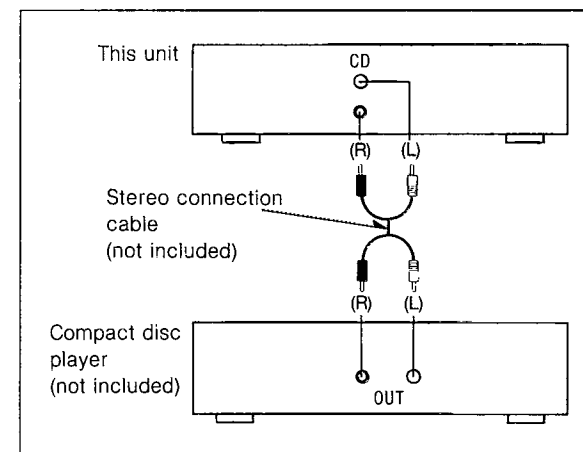 This unit
CD
(R) (L)
Stereo connection
cable
(not included)
(R) (L)
Compact disc
player
(not included)
OUT